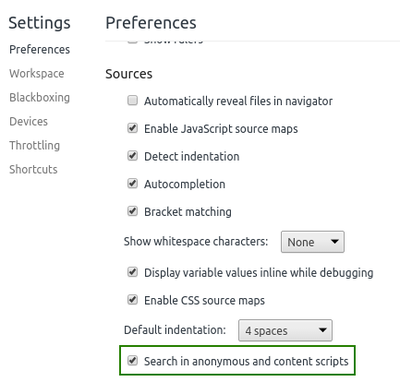 Settings
Preferences
Workspace
Blackboxing
Devices
Throttling
Shortcuts
Preferences
Show rulers
Sources
Automatically reveal files in navigator
Enable JavaScript source maps
Detect indentation
Autocompletion
Bracket matching
Show whitespace characters: None
Display variable values inline while debugging
Enable CSS source maps
Default indentation: 4 spaces
Search in anonymous and content scripts